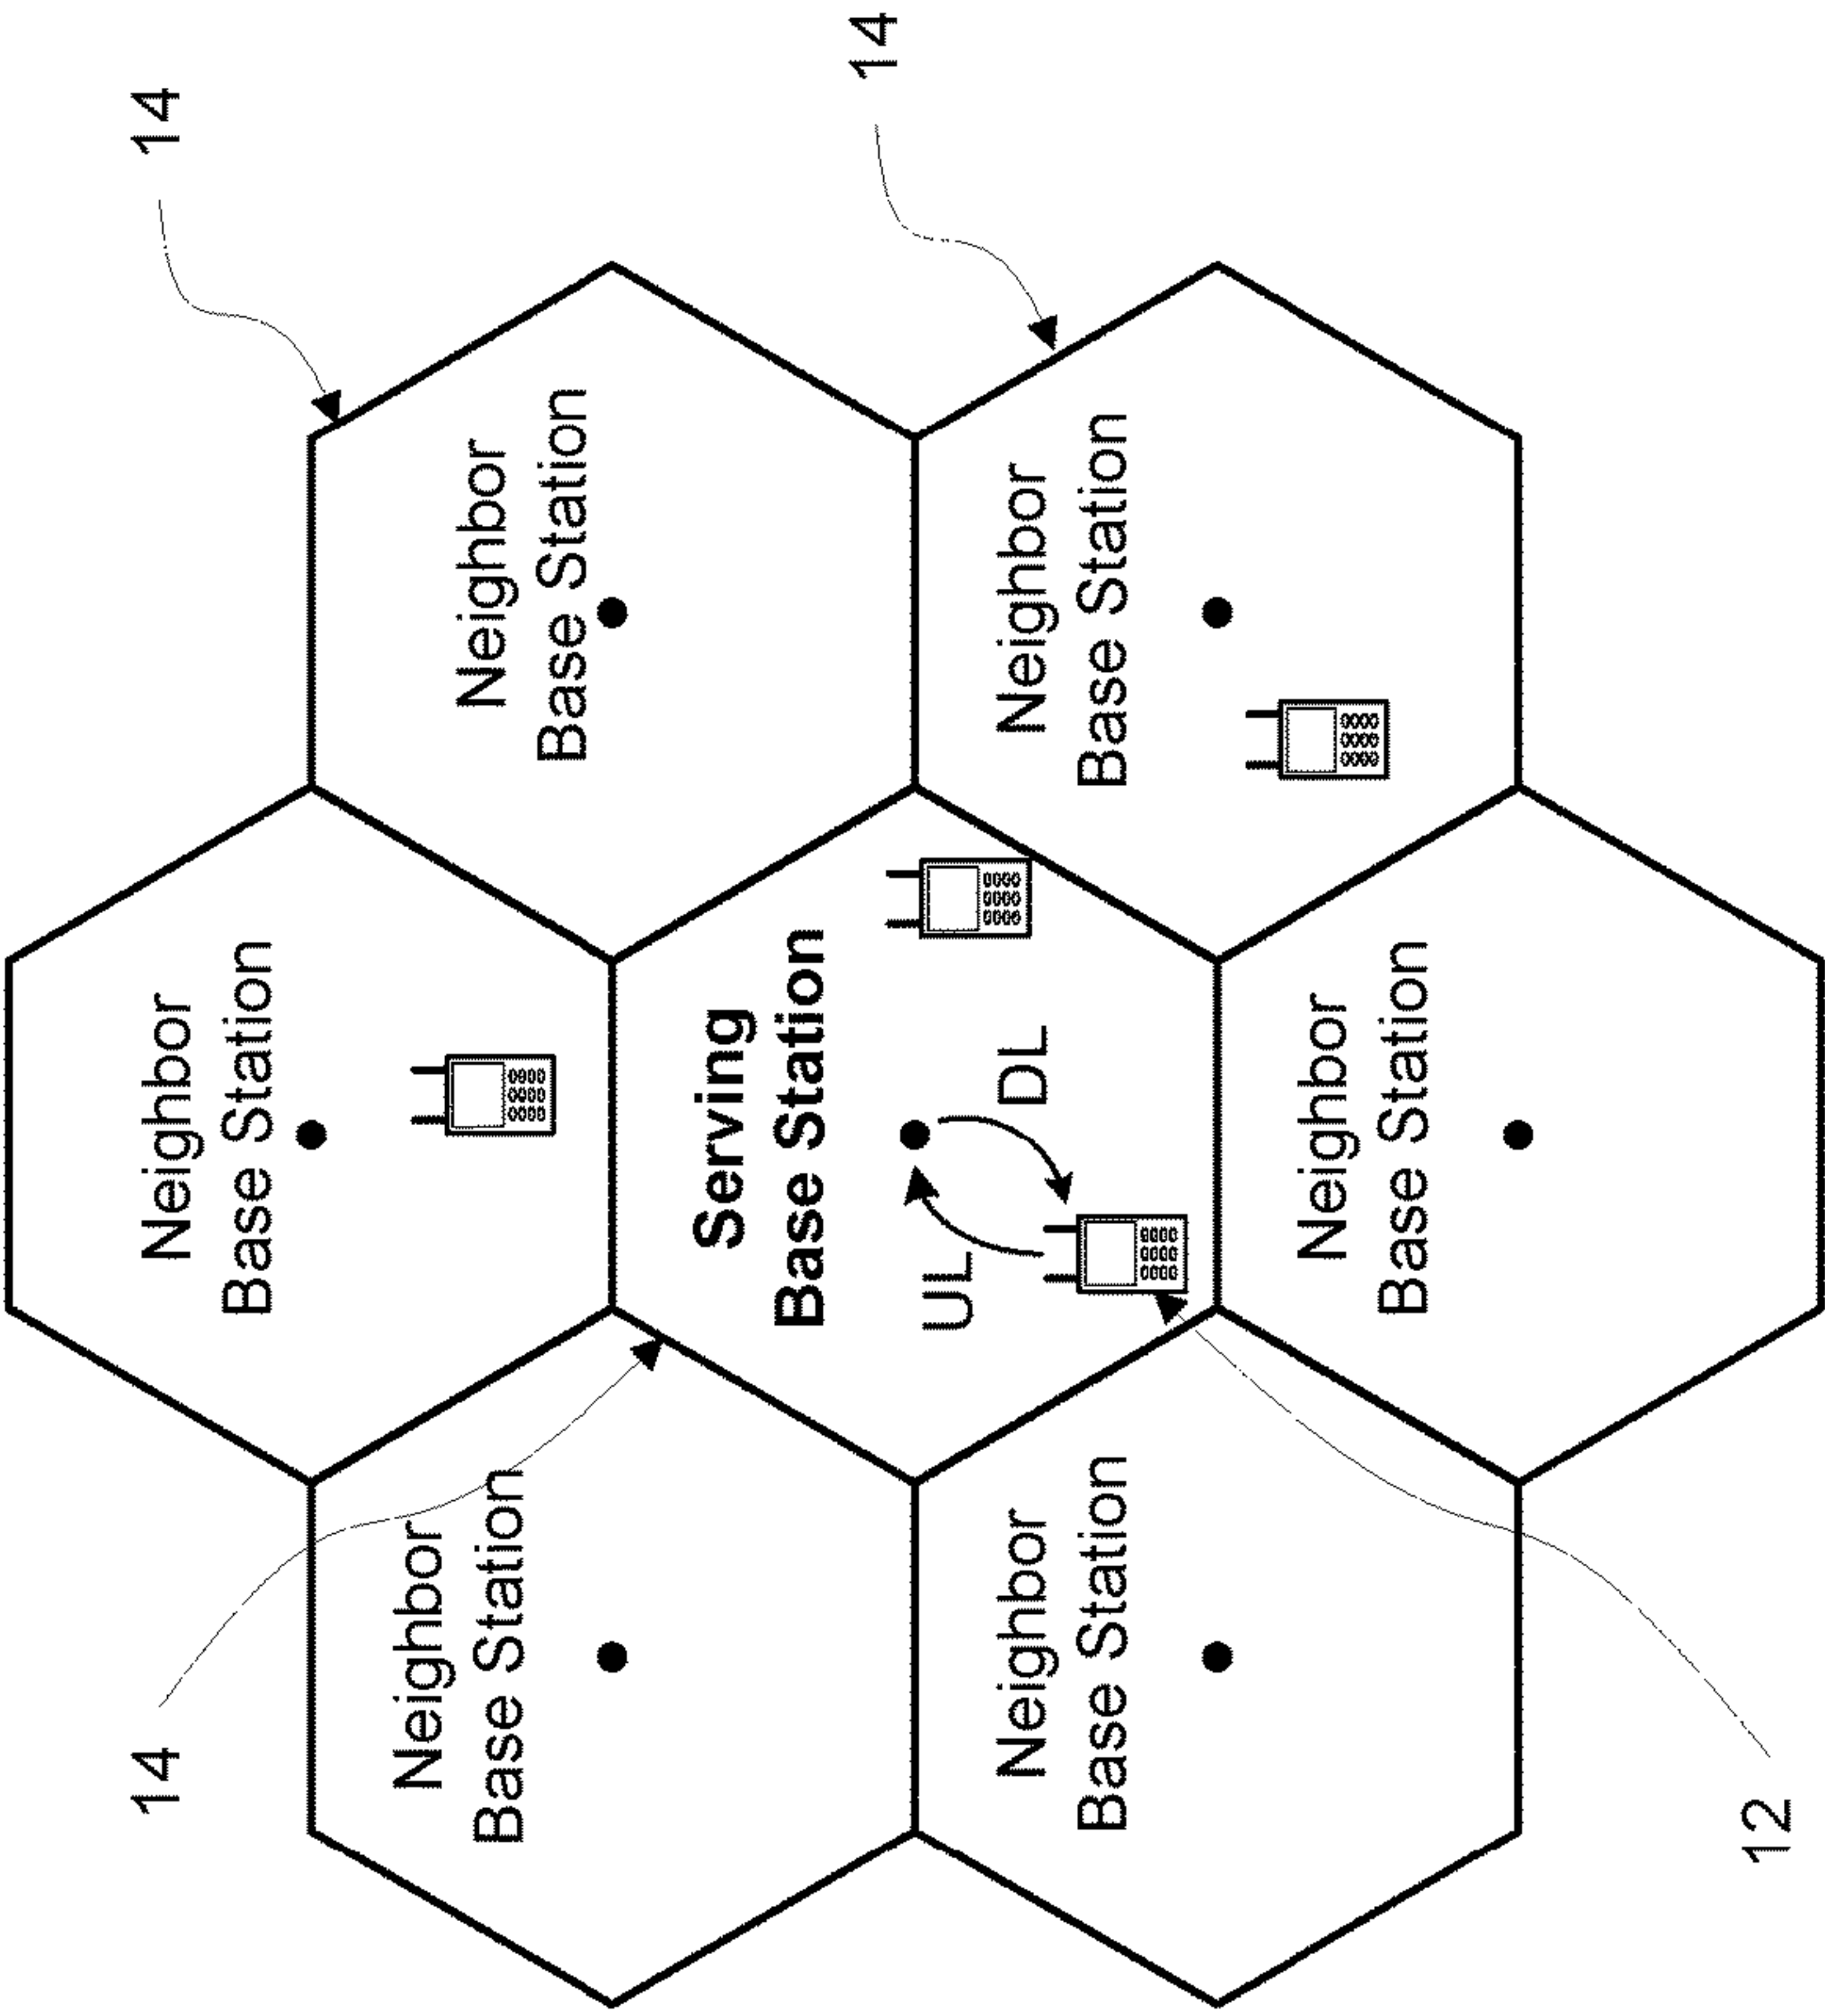 14
Neighbor
Base Station
14
Neighbor
Base Station
Neighbor
Base Station
Serving
Base Station
14
UL
DL
Neighbor
Base Station
Neighbor
Base Station
Neighbor
Base Station
12